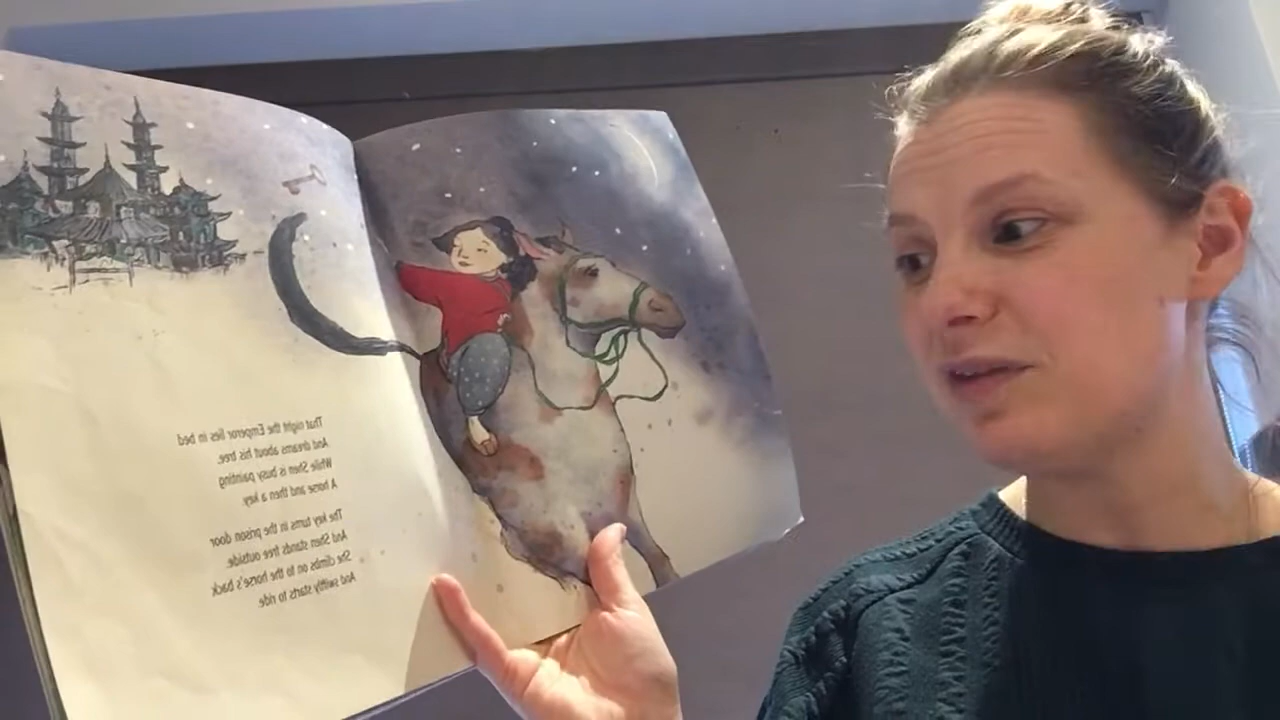 That night the Emperor lies in bed
And dreams about his tree,
While Shen is busy painting
A horse and then a key.
The key turns in the prison door
And Shen stands free outside.
She climbs on to the horse's back
And swiftly starts to ride.